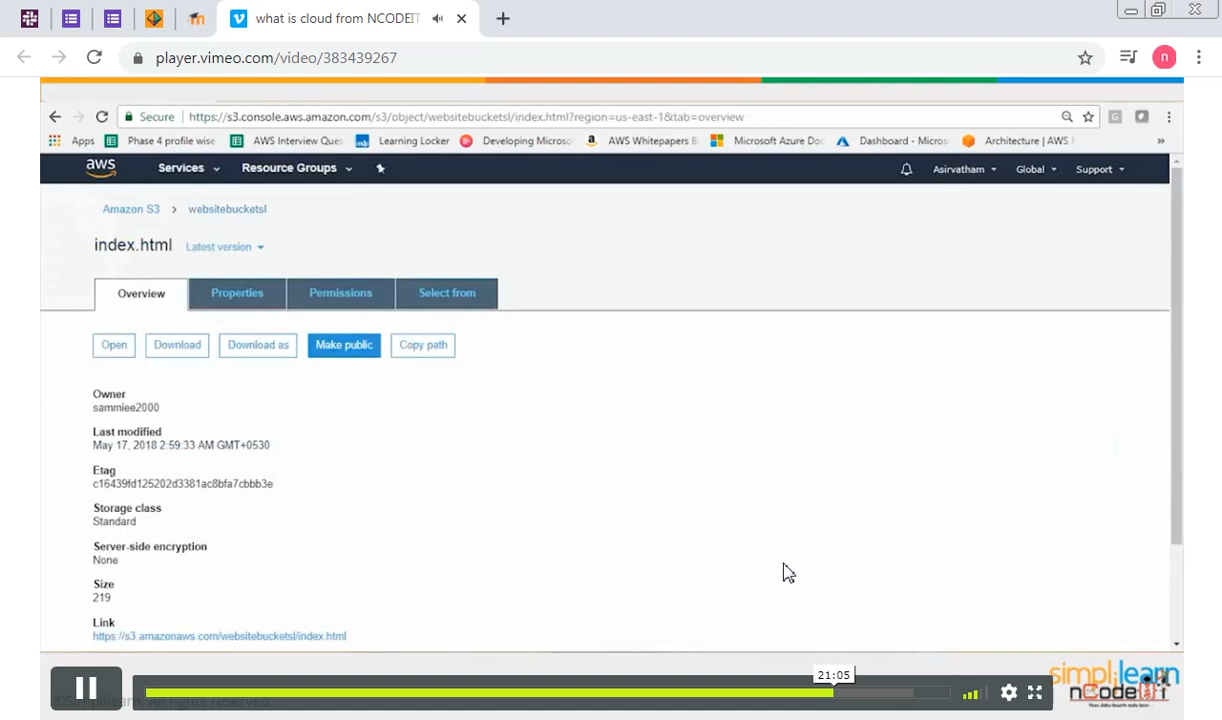 what is cloud from NCODEIT
player.vimeo.com/video/383439267
n
Secure
https://s3.console.aws.amazon.com/s3/object/websitebucketsl/index.html?region=us-east-1&tab=overview
Apps
Phase 4 profile wise
AWS Interview Ques
Learning Locker
Developing Microso
AWS Whitepapers B
Microsoft Azure Doc
Dashboard - Micros
Architecture | AWS
»
aws
Services
Resource Groups
Asirvatham
Global
Support
Amazon S3 > websitebucketsl
index.html
Latest version
Overview
Properties
Permissions
Select from
Open
Download
Download as
Make public
Copy path
Owner
sammiee2000
Last modified
May 17, 2018 2:59:33 AM GMT+0530
Etag
c16439fd125202d3381ac8bfa7cbbb3e
Storage class
Standard
Server-side encryption
None
Size
219
Link
https://s3.amazonaws.com/websitebucketsl/index.html
21:05
simplilearn
©Simplilearn. All rights reserved.
nCodeIT